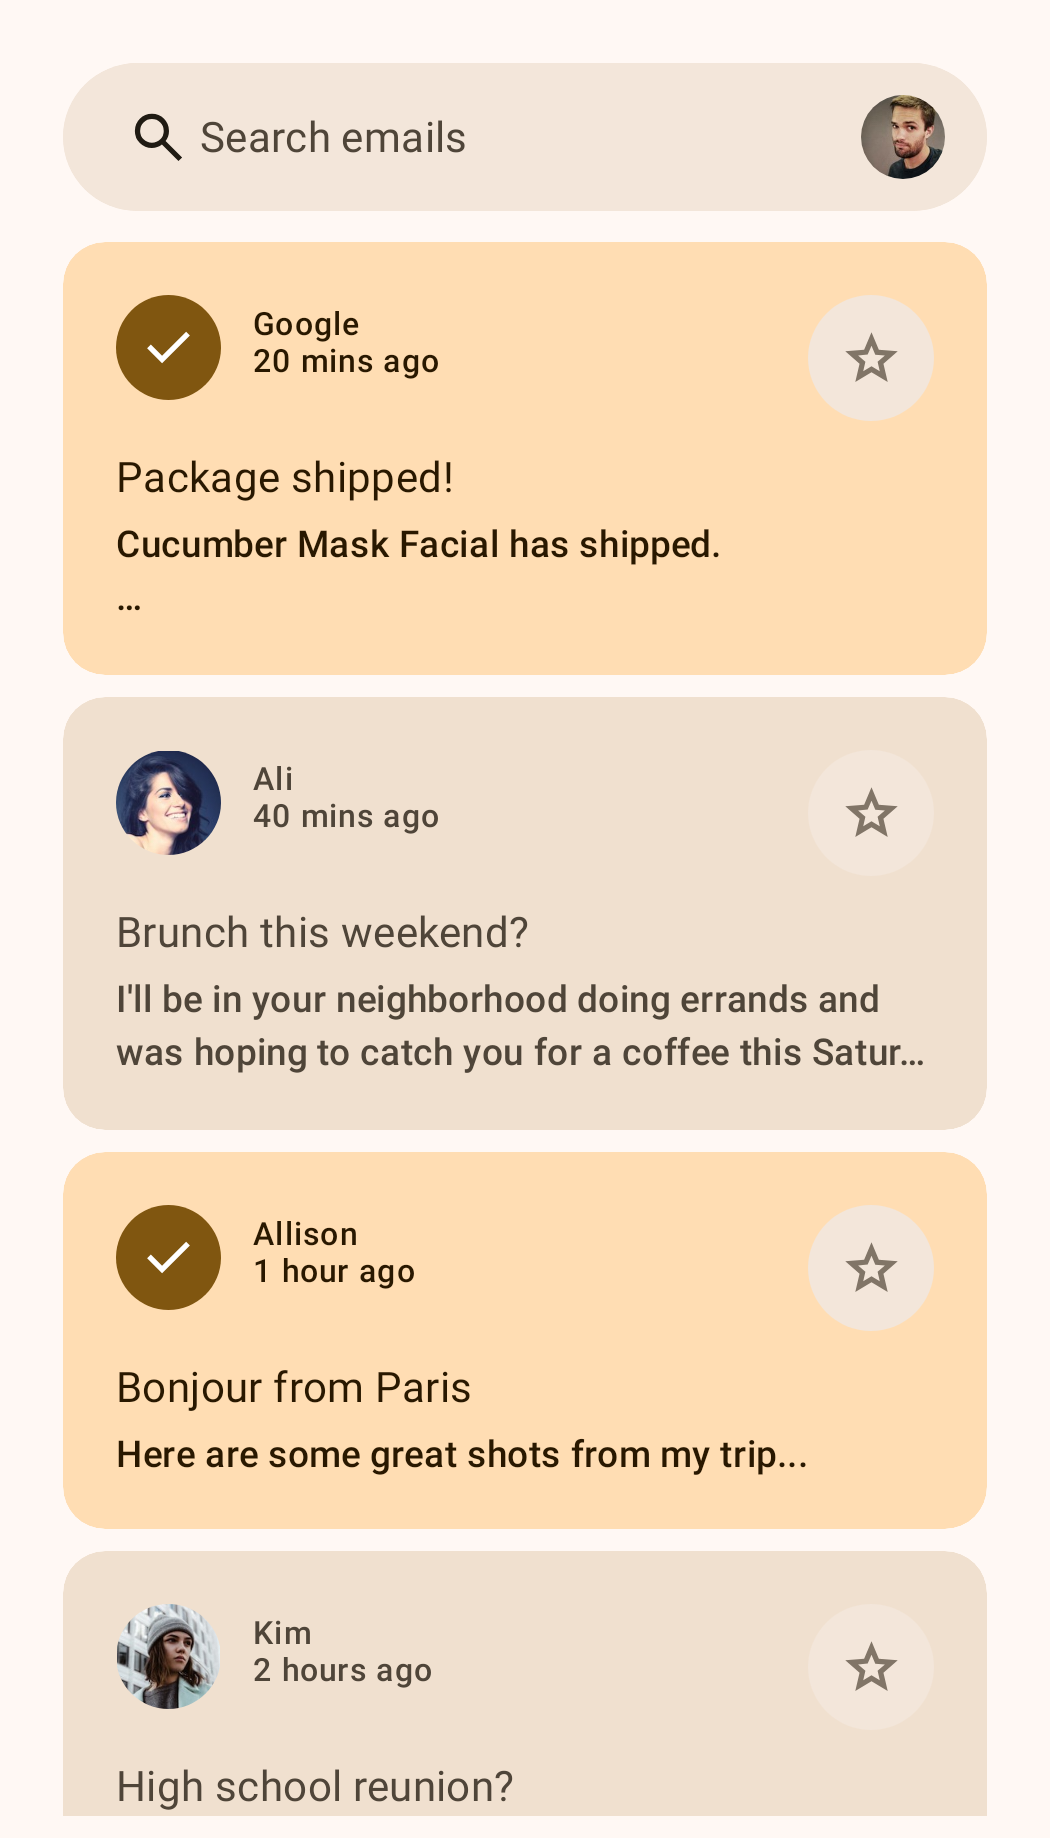 Search emails
Google
20 mins ago
Package shipped!
Cucumber Mask Facial has shipped.
...
Ali
40 mins ago
Brunch this weekend?
I'll be in your neighborhood doing errands and
was hoping to catch you for a coffee this Satur...
Allison
1 hour ago
Bonjour from Paris
Here are some great shots from my trip...
Kim
2 hours ago
High school reunion?